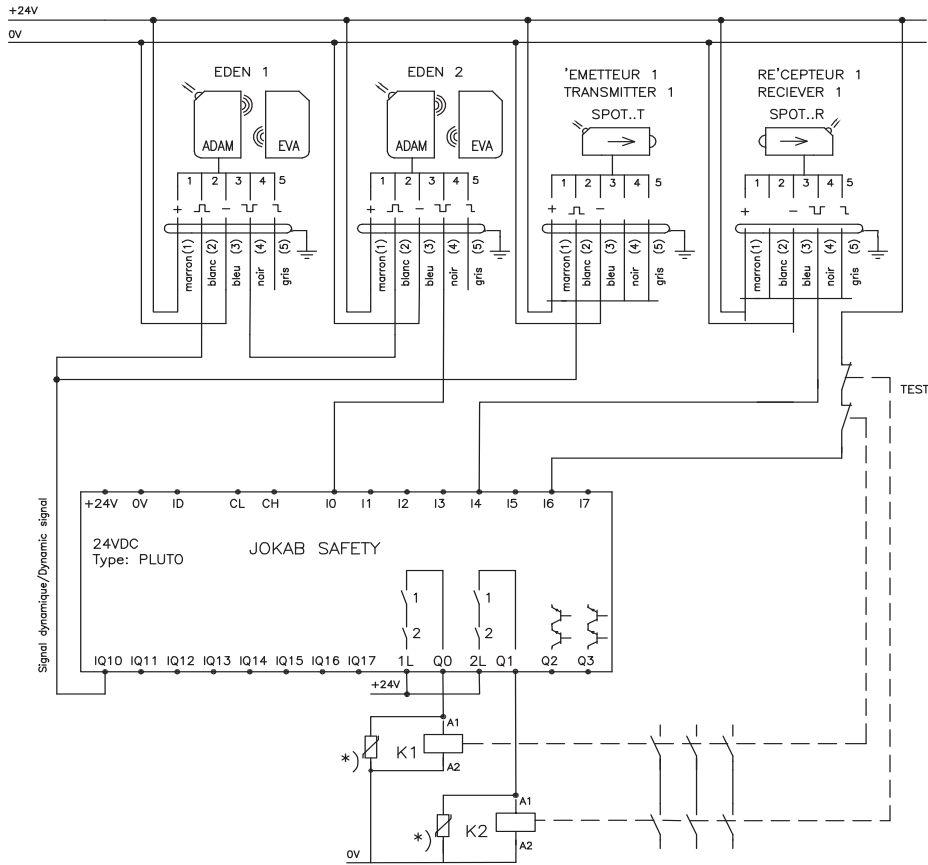 +24V
0V
EDEN 1
EDEN 2
'EMETTEUR 1
TRANSMITTER 1
SPOT..T
RE'CEPTEUR 1
RECIEVER 1
SPOT..R
ADAM
EVA
ADAM
EVA
1 2 3 4 5
1 2 3 4 5
1 2 3 4 5
1 2 3 4 5
+ −
+ −
+ −
+ −
marron (1)
blanc (2)
bleu (3)
noir (4)
gris (5)
marron (1)
blanc (2)
bleu (3)
noir (4)
gris (5)
marron (1)
blanc (2)
bleu (3)
noir (4)
gris (5)
marron (1)
blanc (2)
bleu (3)
noir (4)
gris (5)
TEST
Signal dynamique/Dynamic signal
+24V 0V ID CL CH I0 I1 I2 I3 I4 I5 I6 I7
24VDC
Type: PLUTO
JOKAB SAFETY
1
2
1
2
IQ10 IQ11 IQ12 IQ13 IQ14 IQ15 IQ16 IQ17 1L Q0 2L Q1 Q2 Q3
+24V
A1
*) K1
A2
A1
*) K2
A2
0V